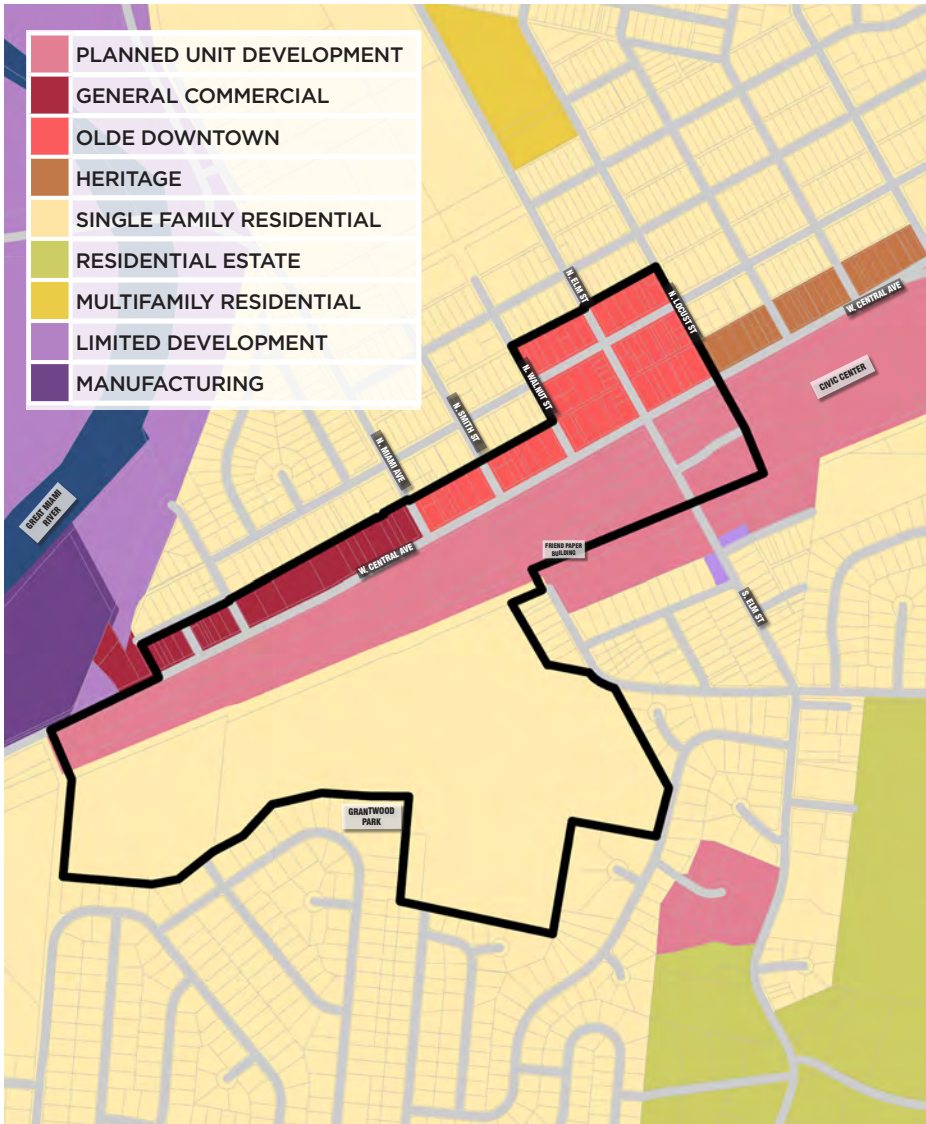 PLANNED UNIT DEVELOPMENT
GENERAL COMMERCIAL
OLDE DOWNTOWN
HERITAGE
SINGLE FAMILY RESIDENTIAL
RESIDENTIAL ESTATE
MULTIFAMILY RESIDENTIAL
LIMITED DEVELOPMENT
MANUFACTURING
N. ELM ST
N. LOCUST ST
W. CENTRAL AVE
CIVIC CENTER
N. WALNUT ST
N. SMITH ST
N. MIAMI AVE
GREAT MIAMI
RIVER
W. CENTRAL AVE
FRIEND PAPER
BUILDING
S. ELM ST
GRANTWOOD
PARK